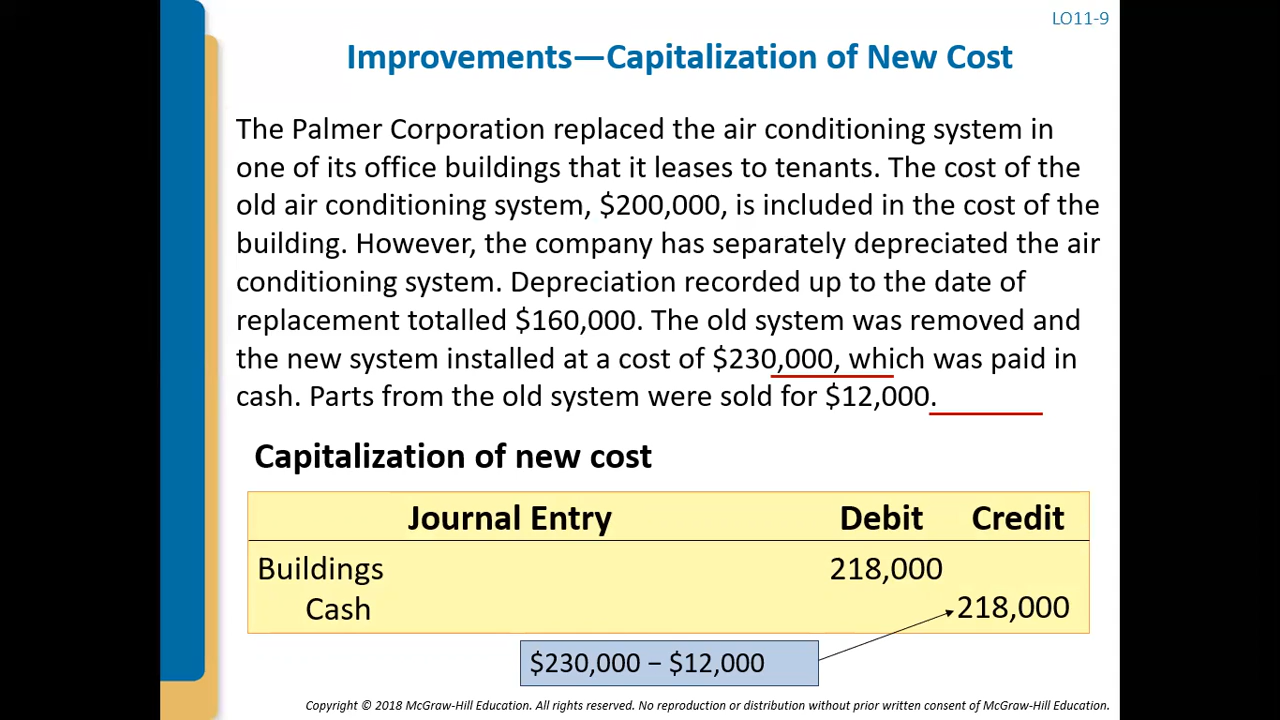 LO11-9
Improvements—Capitalization of New Cost
The Palmer Corporation replaced the air conditioning system in
one of its office buildings that it leases to tenants. The cost of the
old air conditioning system, $200,000, is included in the cost of the
building. However, the company has separately depreciated the air
conditioning system. Depreciation recorded up to the date of
replacement totalled $160,000. The old system was removed and
the new system installed at a cost of $230,000, which was paid in
cash. Parts from the old system were sold for $12,000.
Capitalization of new cost
Journal Entry Debit Credit
Buildings 218,000
Cash 218,000
$230,000 − $12,000
Copyright © 2018 McGraw-Hill Education. All rights reserved. No reproduction or distribution without prior written consent of McGraw-Hill Education.